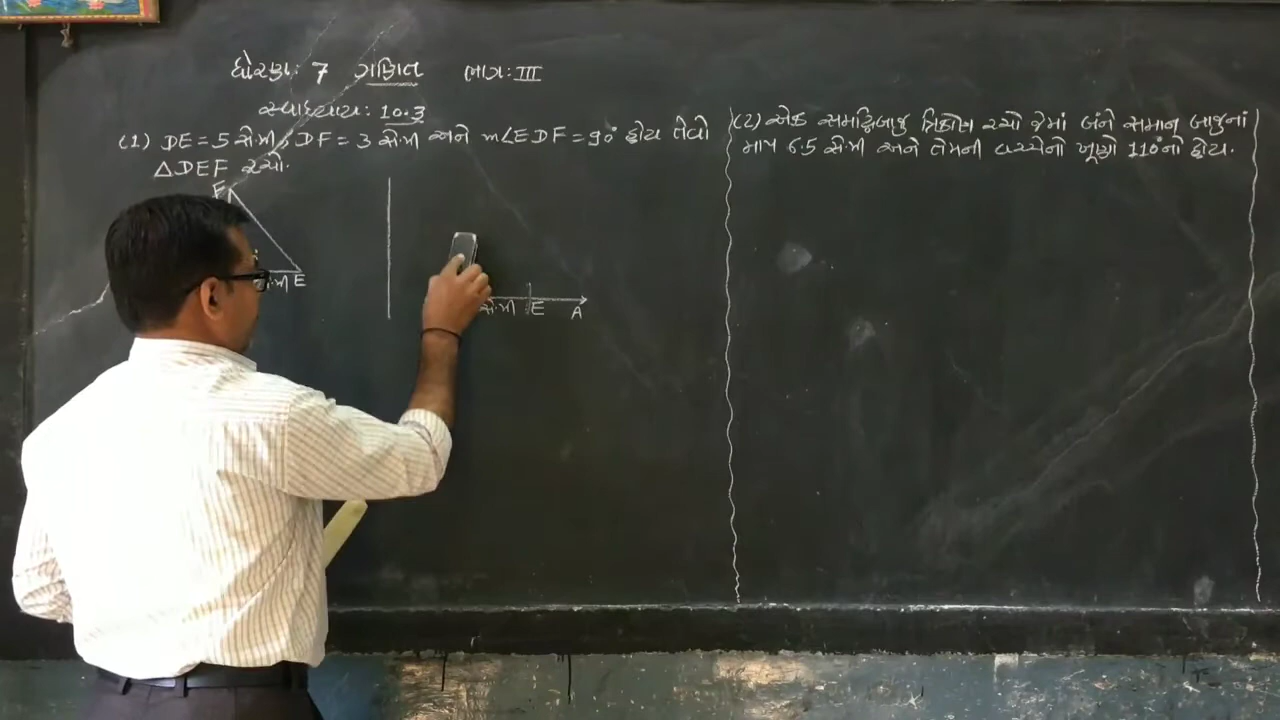 ધોરણ: 7 ગણિત ભાગ: III
સ્વાધ્યાય: 10.3
(1) DE = 5 સે.મી, DF = 3 સે.મી અને m∠EDF = 90° હોય તેવો
△DEF રચો.
F
સે.મી E
સે.મી E A
(2) એક સમદ્વિબાજુ ત્રિકોણ રચો જેમાં બંને સમાન બાજુનાં
માપ 6.5 સે.મી અને તેમની વચ્ચેનો ખૂણો 110°નો હોય.